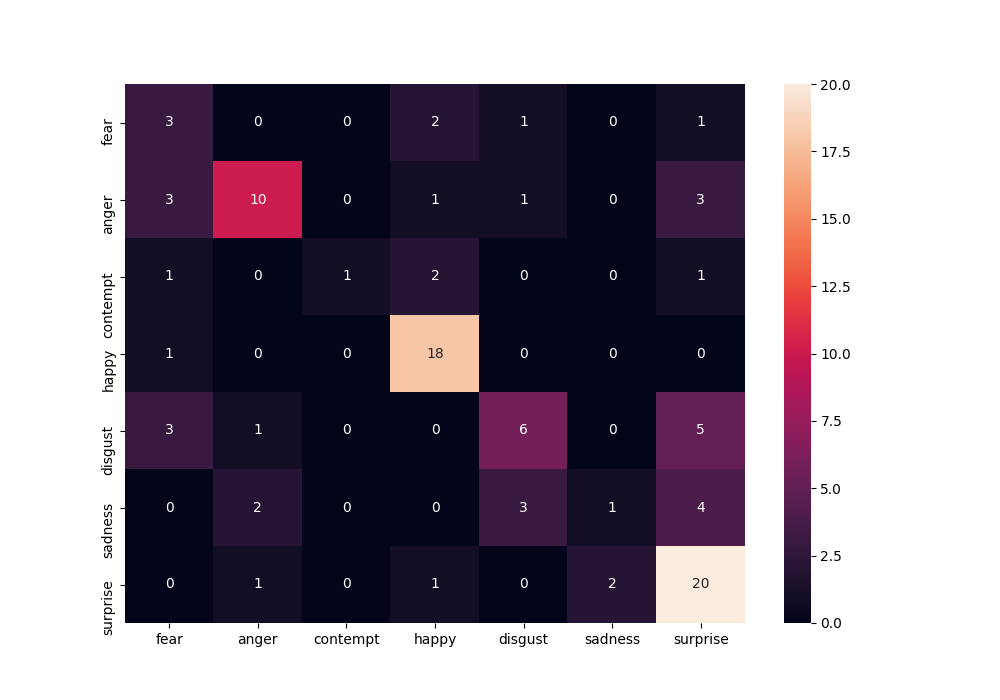 fear 3 0 0 2 1 0 1
anger 3 10 0 1 1 0 3
contempt 1 0 1 2 0 0 1
happy 1 0 0 18 0 0 0
disgust 3 1 0 0 6 0 5
sadness 0 2 0 0 3 1 4
surprise 0 1 0 1 0 2 20
fear anger contempt happy disgust sadness surprise
20.0
17.5
15.0
12.5
10.0
7.5
5.0
2.5
0.0